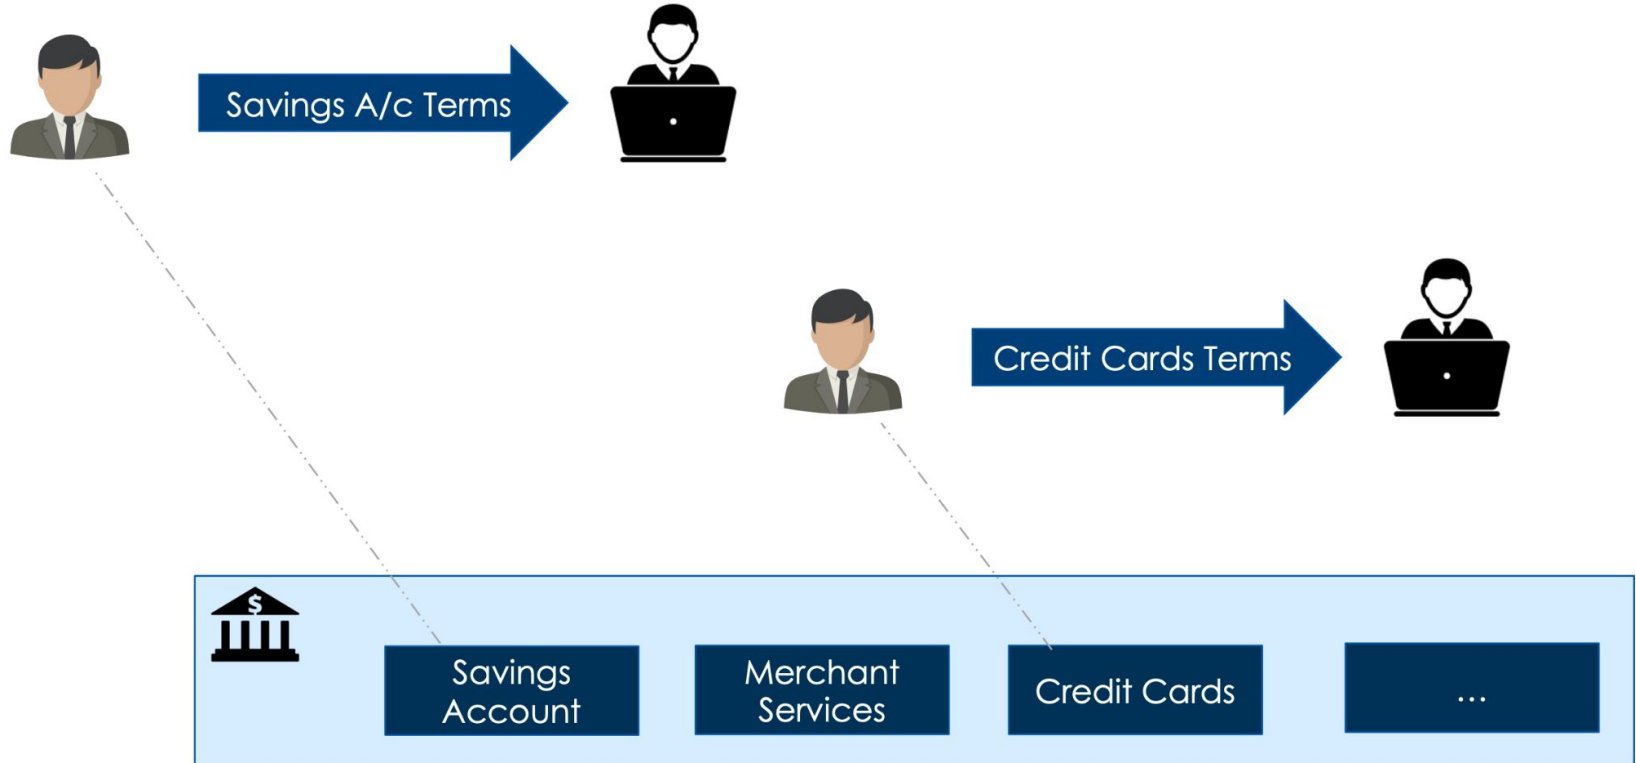 Savings A/c Terms
Credit Cards Terms
$
Savings
Account
Merchant
Services
Credit Cards
...